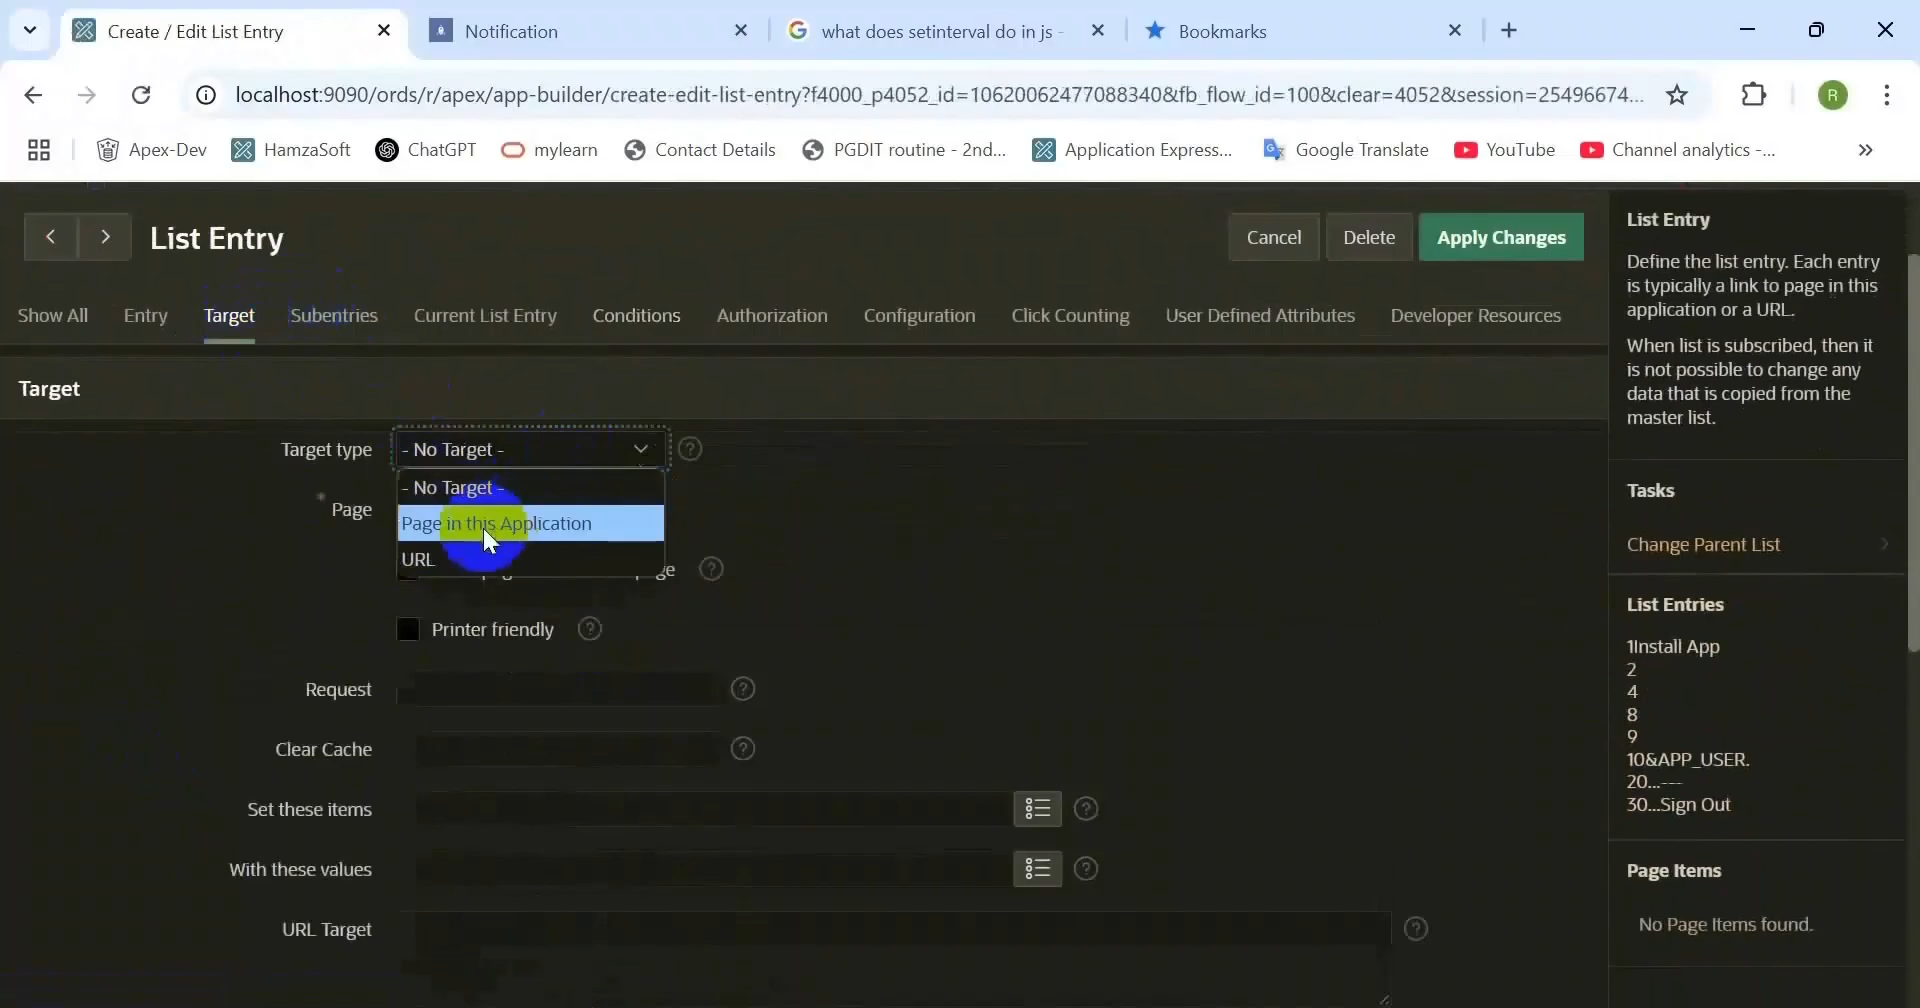 Create / Edit List Entry
Notification
what does setinterval do in js -
Bookmarks
localhost:9090/ords/r/apex/app-builder/create-edit-list-entry?f4000_p4052_id=10620062477088340&fb_flow_id=100&clear=4052&session=25496674...
R
Apex-Dev
HamzaSoft
ChatGPT
mylearn
Contact Details
PGDIT routine - 2nd...
Application Express...
Google Translate
YouTube
Channel analytics -...
List Entry
Cancel
Delete
Apply Changes
Show All
Entry
Target
Subentries
Current List Entry
Conditions
Authorization
Configuration
Click Counting
User Defined Attributes
Developer Resources
Target
Target type
- No Target -
- No Target -
Page in this Application
URL
* Page
Printer friendly
Request
Clear Cache
Set these items
With these values
URL Target
List Entry
Define the list entry. Each entry
is typically a link to page in this
application or a URL.
When list is subscribed, then it
is not possible to change any
data that is copied from the
master list.
Tasks
Change Parent List
List Entries
1Install App
2
4
8
9
10&APP_USER.
20...---
30...Sign Out
Page Items
No Page Items found.